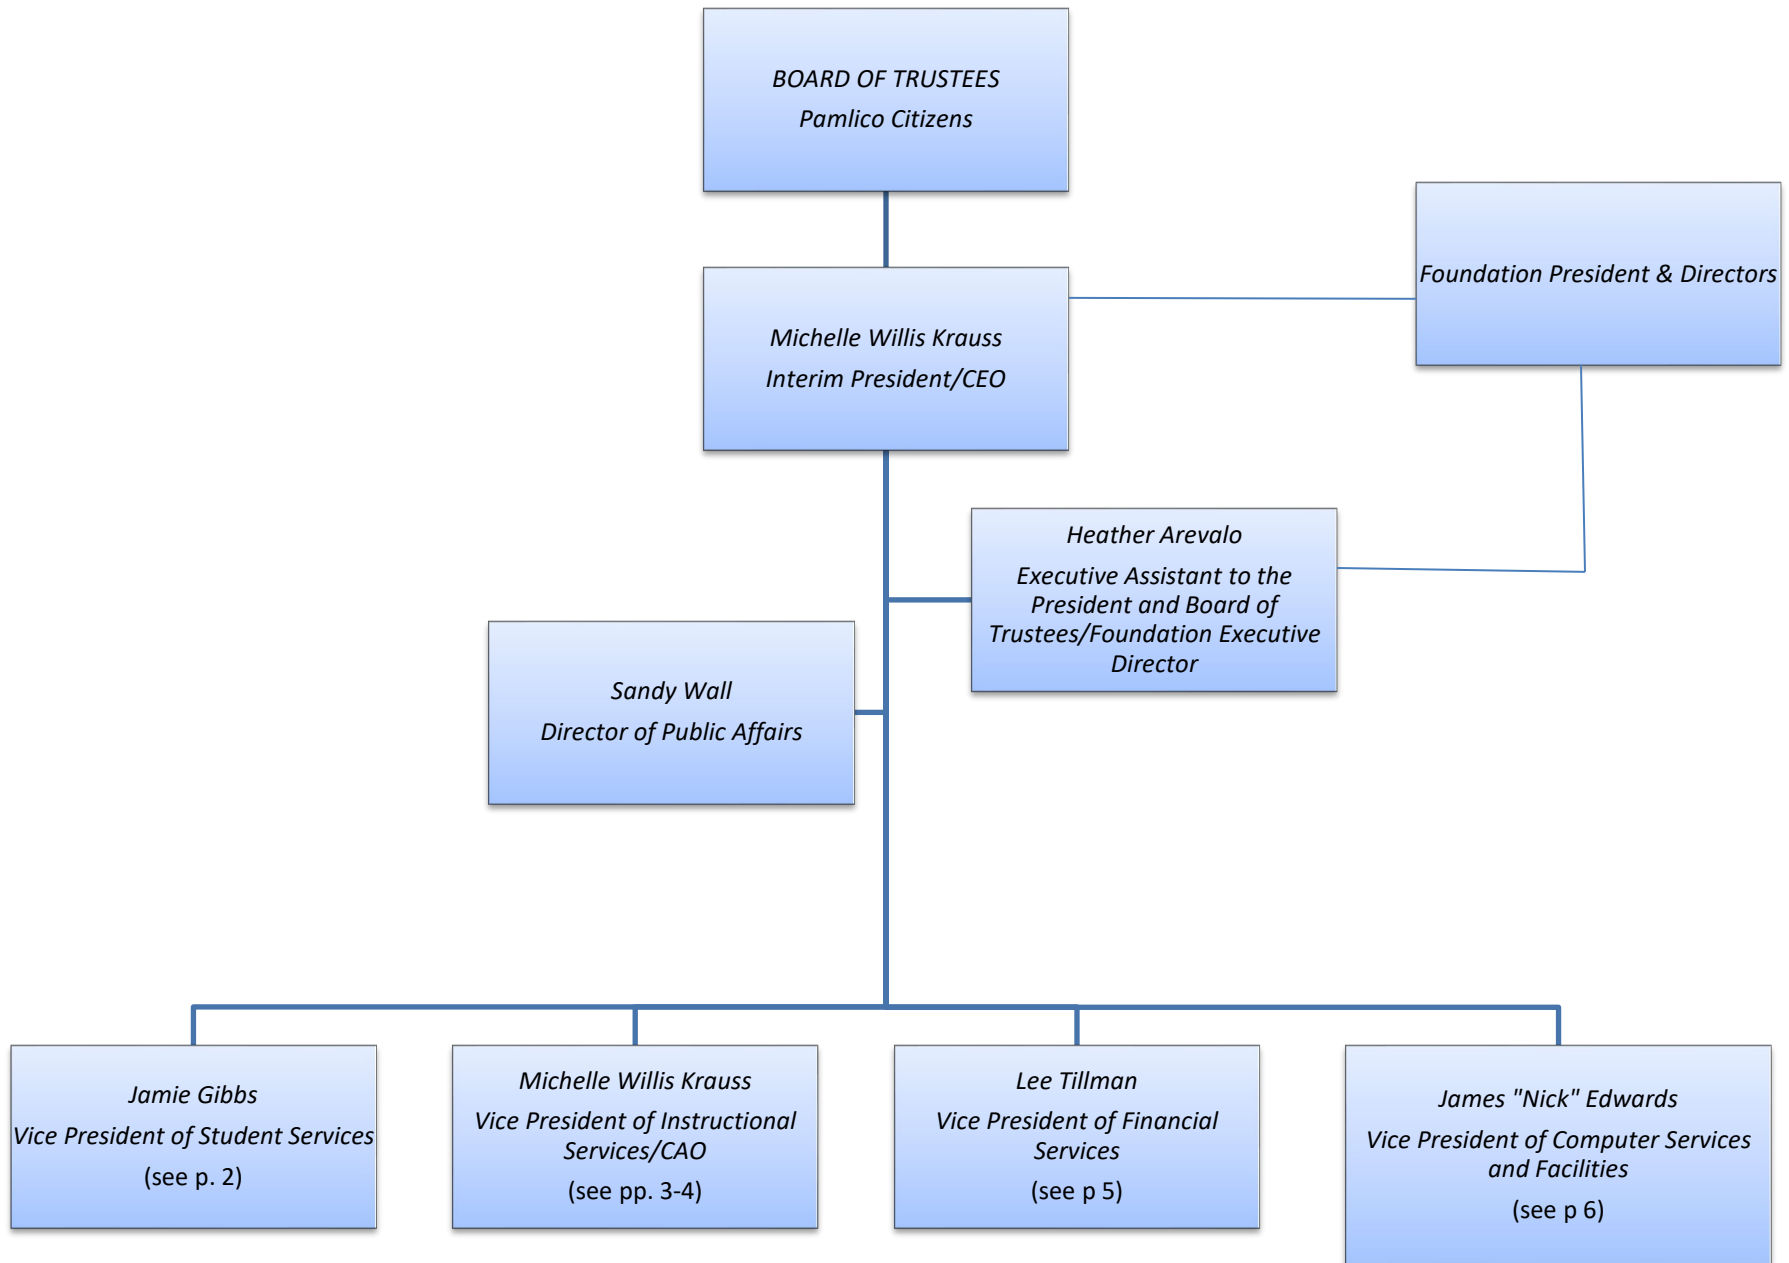 BOARD OF TRUSTEES
Pamlico Citizens
Foundation President & Directors
Michelle Willis Krauss
Interim President/CEO
Heather Arevalo
Executive Assistant to the
President and Board of
Trustees/Foundation Executive
Director
Sandy Wall
Director of Public Affairs
Jamie Gibbs
Vice President of Student Services
(see p. 2)
Michelle Willis Krauss
Vice President of Instructional
Services/CAO
(see pp. 3-4)
Lee Tillman
Vice President of Financial
Services
(see p 5)
James "Nick" Edwards
Vice President of Computer Services
and Facilities
(see p 6)